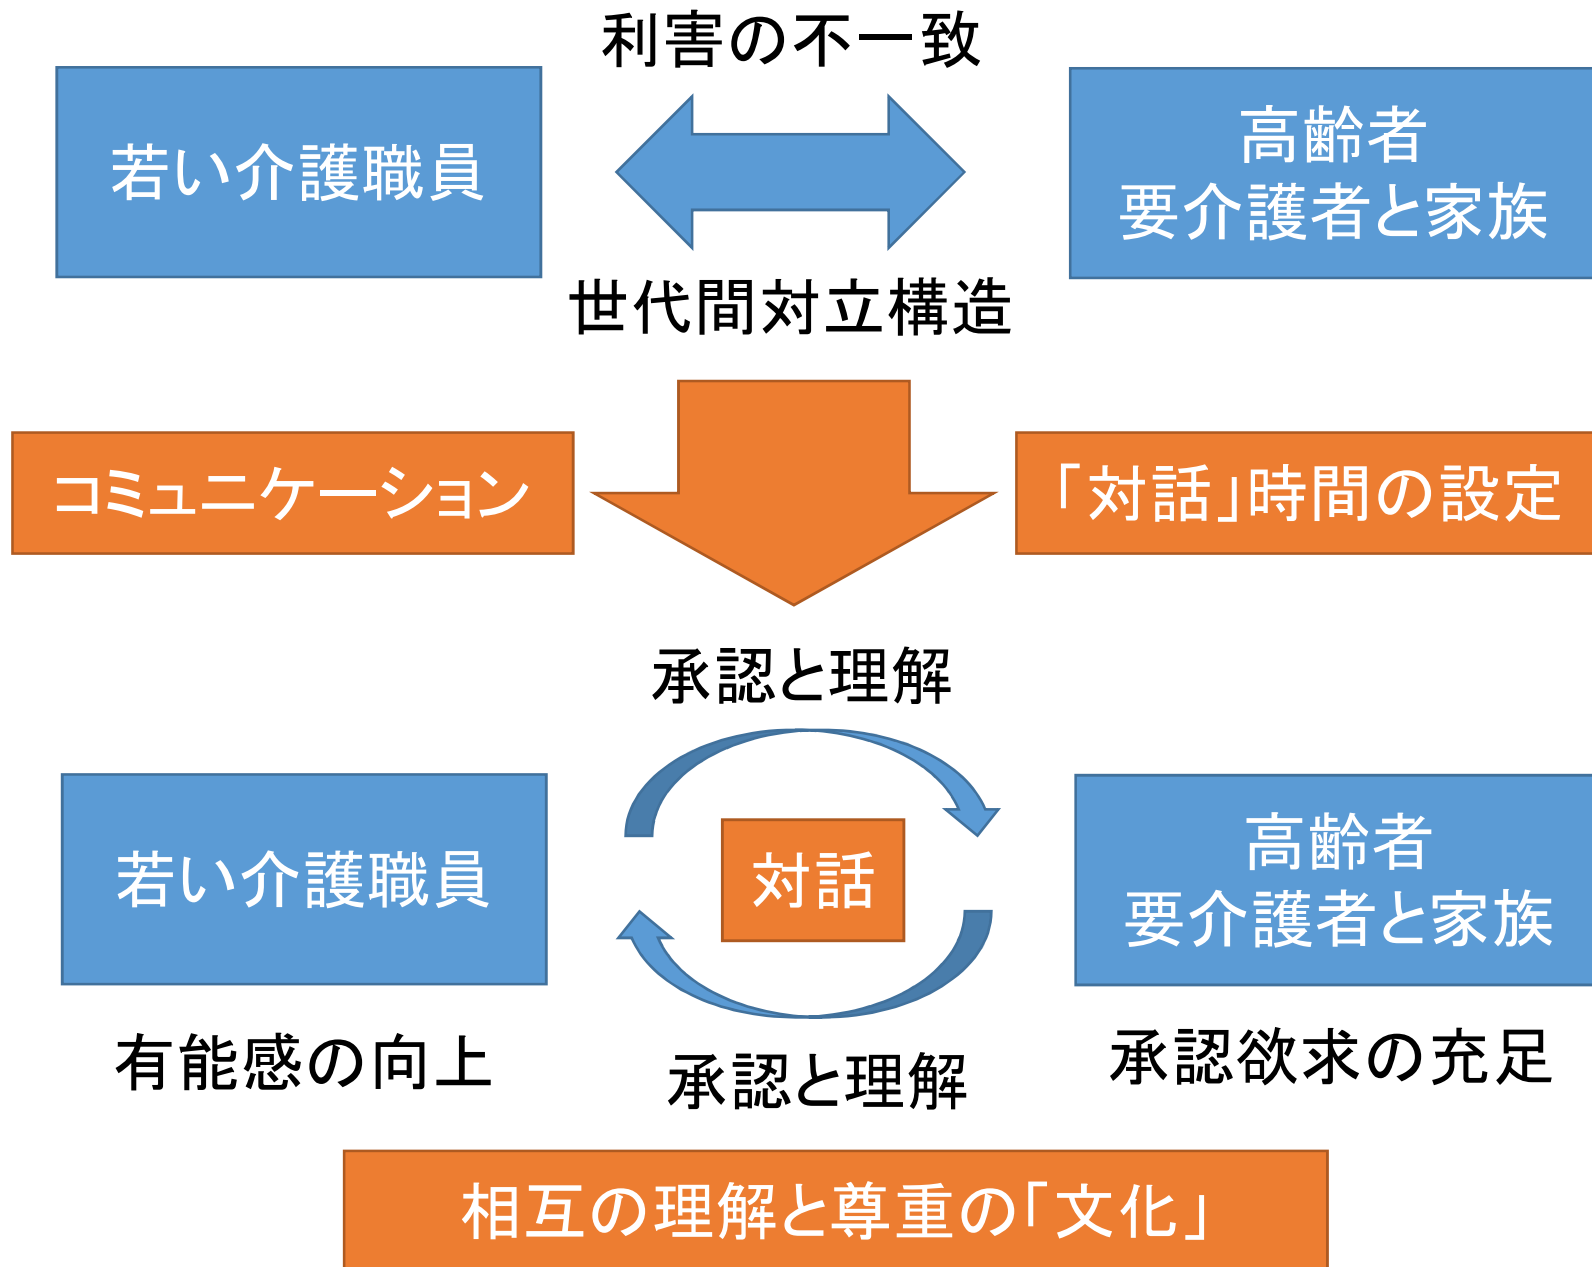 利害の不一致
若い介護職員
高齢者
要介護者と家族
世代間対立構造
コミュニケーション
「対話」時間の設定
承認と理解
若い介護職員
対話
高齢者
要介護者と家族
有能感の向上
承認と理解
承認欲求の充足
相互の理解と尊重の「文化」